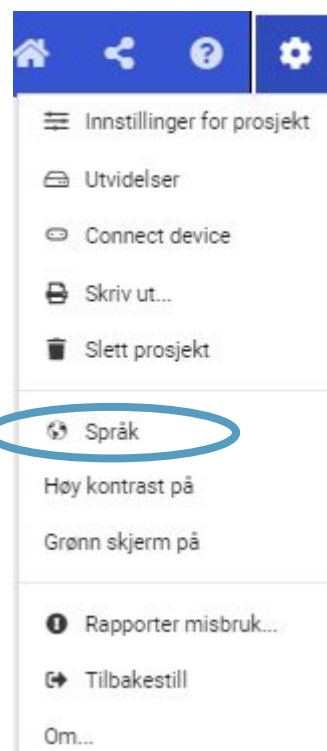 Innstillinger for prosjekt
Utvidelser
Connect device
Skriv ut...
Slett prosjekt
Språk
Høy kontrast på
Grønn skjerm på
Rapporter misbruk...
Tilbakestill
Om...